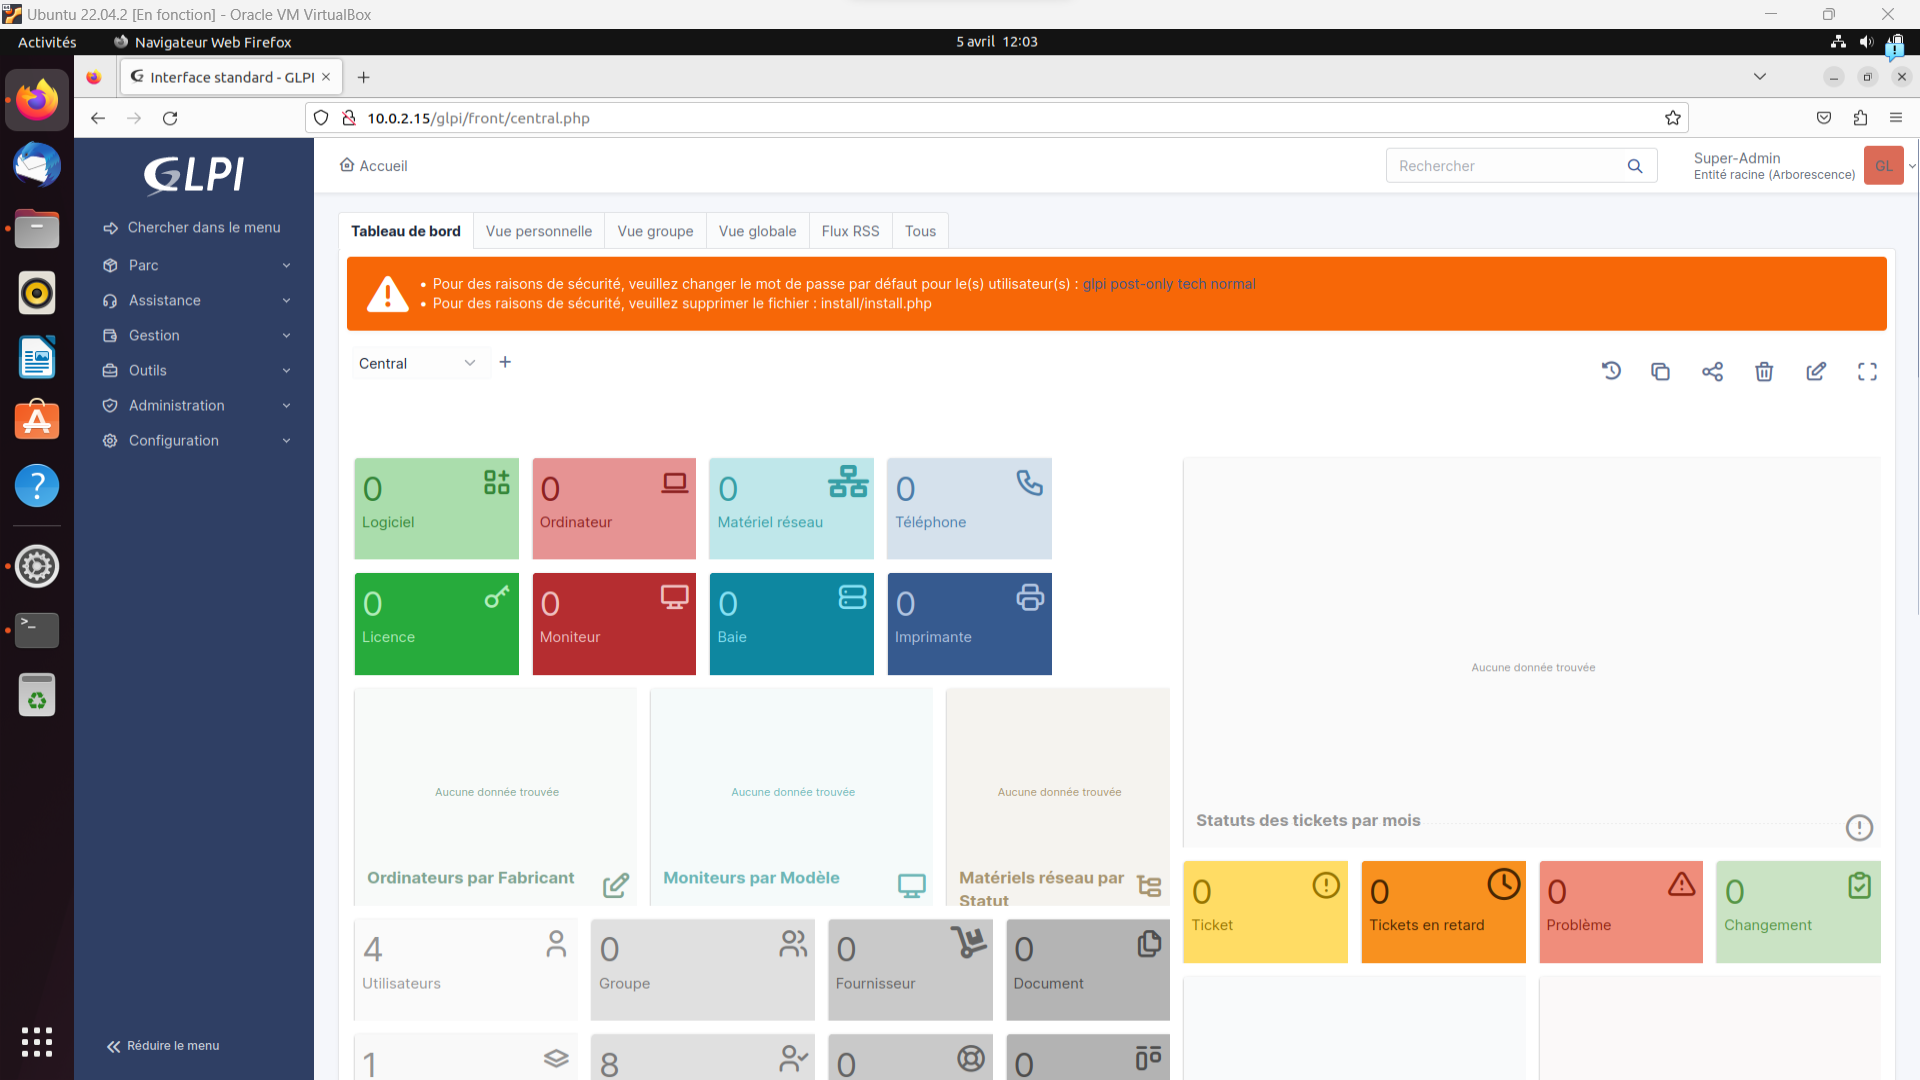 Ubuntu 22.04.2 [En fonction] - Oracle VM VirtualBox
Activités
Navigateur Web Firefox
5 avril 12:03
Interface standard - GLPI
10.0.2.15/glpi/front/central.php
GLPI
Accueil
Rechercher
Super-Admin
Entité racine (Arborescence)
GL
Chercher dans le menu
Parc
Assistance
Gestion
Outils
Administration
Configuration
Réduire le menu
Tableau de bord
Vue personnelle
Vue groupe
Vue globale
Flux RSS
Tous
• Pour des raisons de sécurité, veuillez changer le mot de passe par défaut pour le(s) utilisateur(s) : glpi post-only tech normal
• Pour des raisons de sécurité, veuillez supprimer le fichier : install/install.php
Central
0
Logiciel
0
Ordinateur
0
Matériel réseau
0
Téléphone
0
Licence
0
Moniteur
0
Baie
0
Imprimante
Aucune donnée trouvée
Ordinateurs par Fabricant
Aucune donnée trouvée
Moniteurs par Modèle
Aucune donnée trouvée
Matériels réseau par
Statut
Aucune donnée trouvée
Statuts des tickets par mois
0
Ticket
0
Tickets en retard
0
Problème
0
Changement
4
Utilisateurs
0
Groupe
0
Fournisseur
0
Document
1
8
0
0